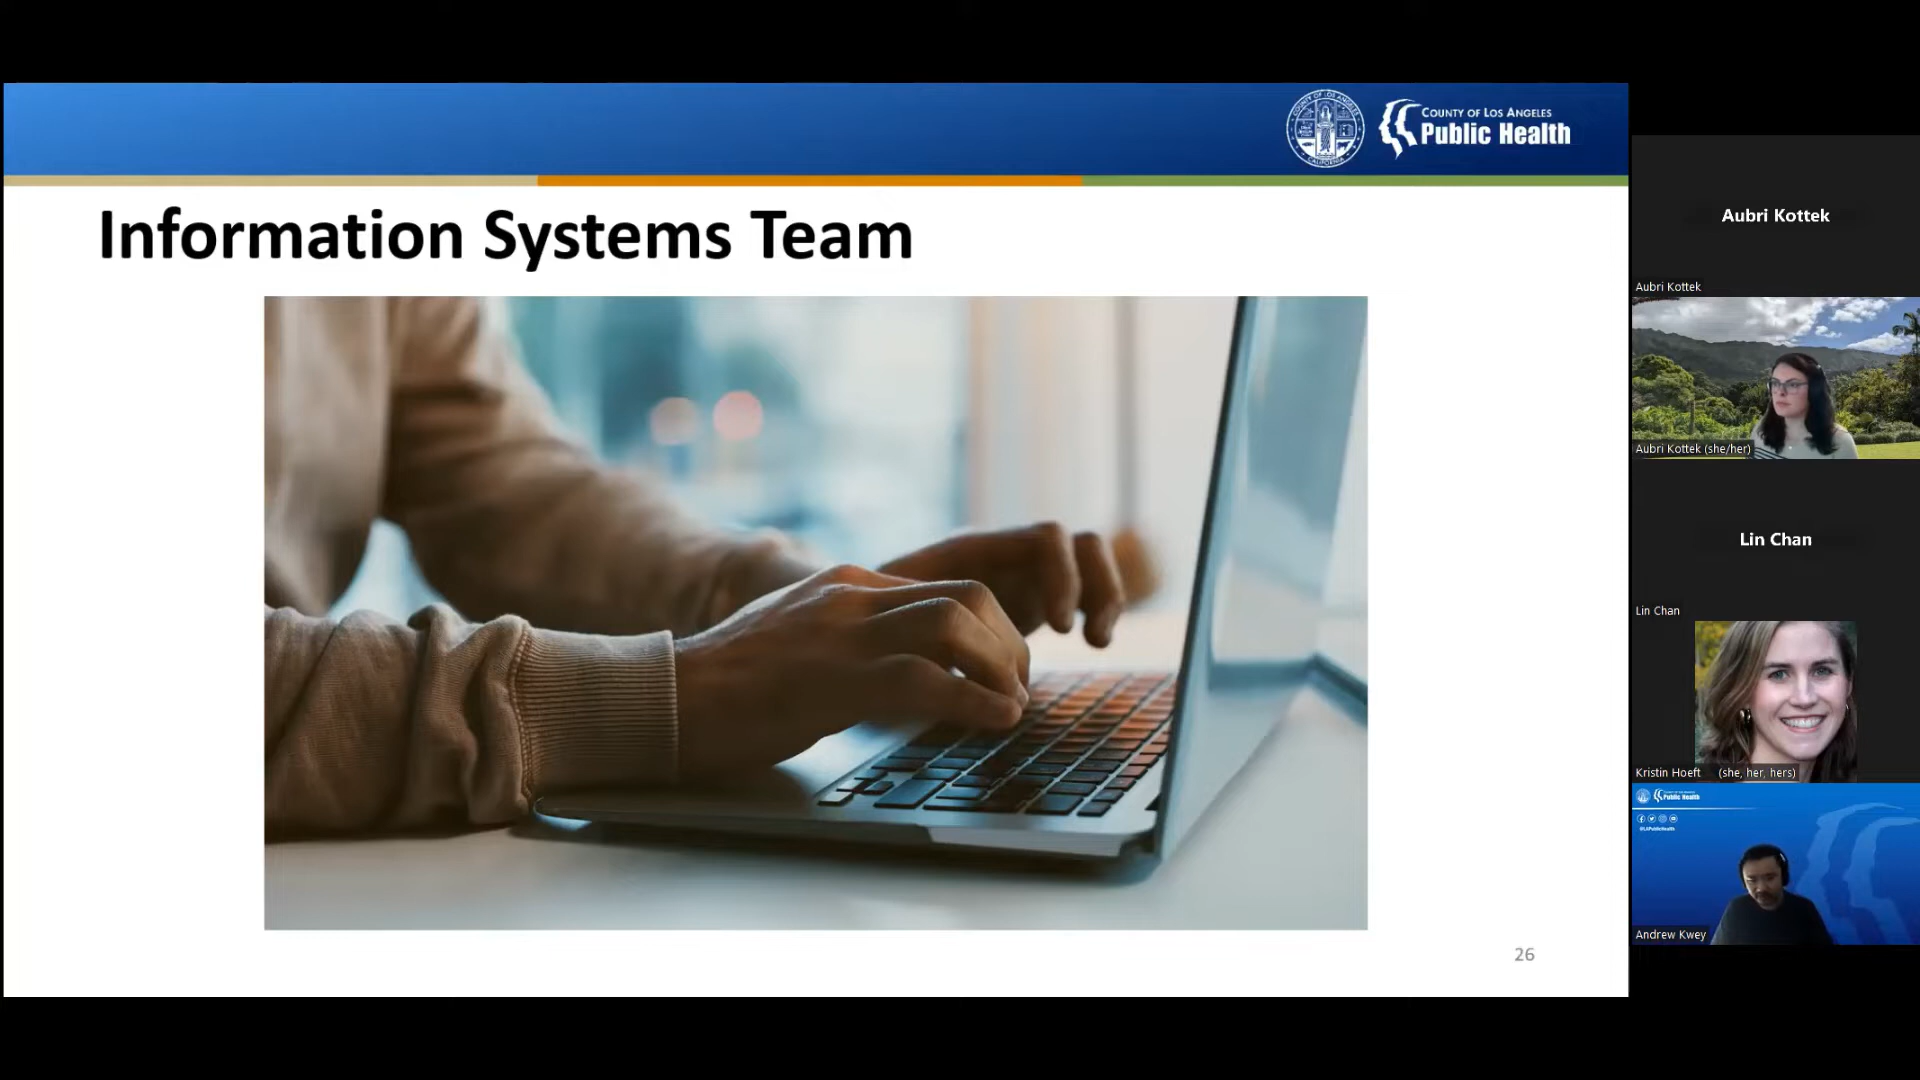 COUNTY OF LOS ANGELES
Public Health
Information Systems Team
26
Aubri Kottek
Aubri Kottek
Aubri Kottek (she/her)
Lin Chan
Lin Chan
Kristin Hoeft (she, her, hers)
Public Health
@LAPublicHealth
Andrew Kwey